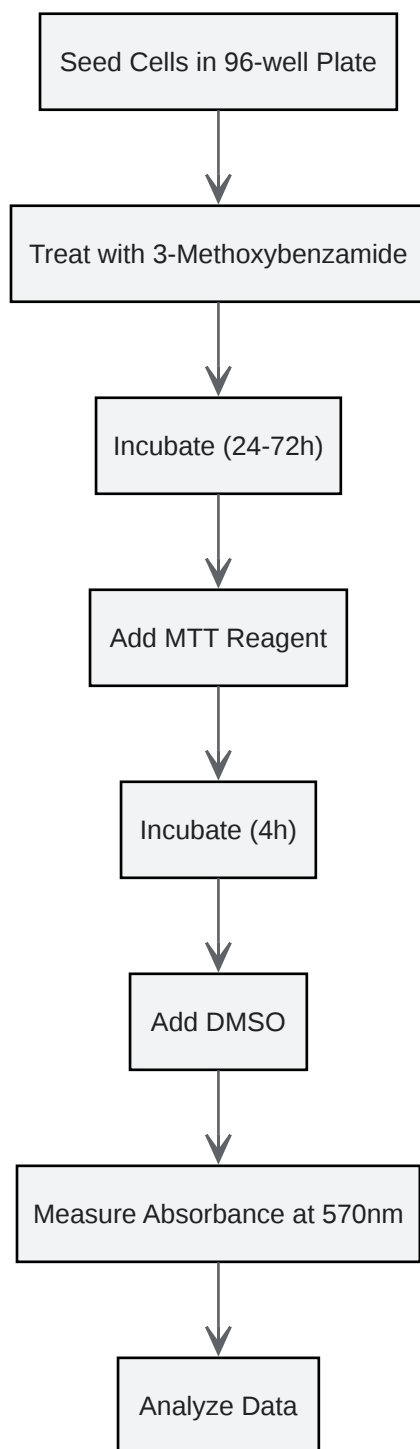 Seed Cells in 96-well Plate
Treat with 3-Methoxybenzamide
Incubate (24-72h)
Add MTT Reagent
Incubate (4h)
Add DMSO
Measure Absorbance at 570nm
Analyze Data